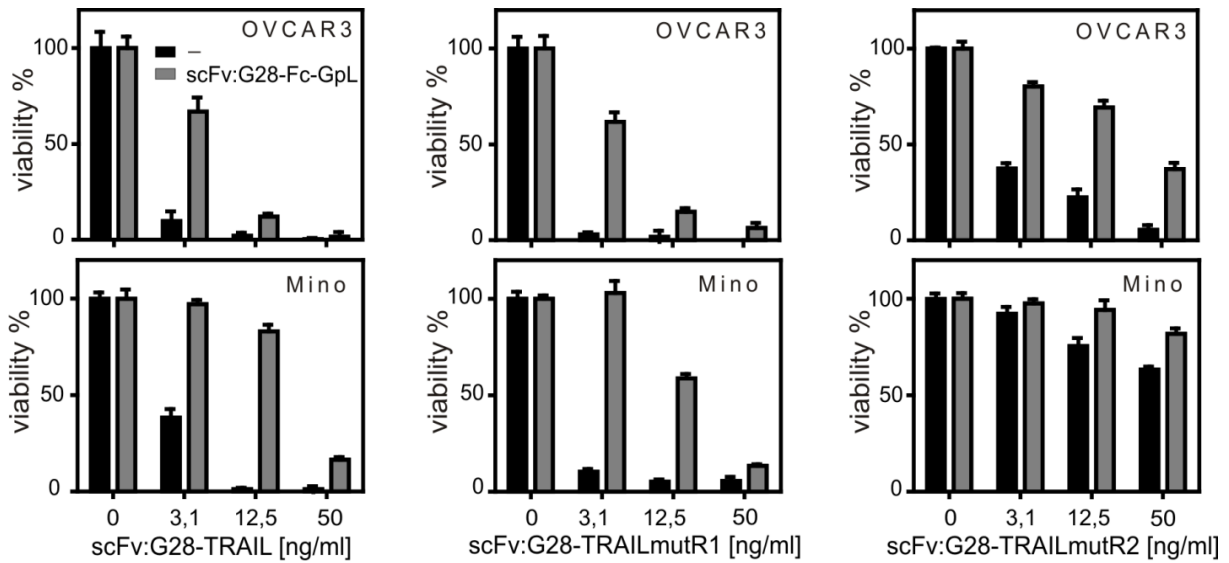 OVCAR3
OVCAR3
OVCAR3
100
50
0
viability %
–
scFv:G28-Fc-GpL
100
50
0
viability %
100
50
0
viability %
Mino
Mino
Mino
100
50
0
viability %
100
50
0
viability %
100
50
0
viability %
0 3,1 12,5 50
0 3,1 12,5 50
0 3,1 12,5 50
scFv:G28-TRAIL [ng/ml]
scFv:G28-TRAILmutR1 [ng/ml]
scFv:G28-TRAILmutR2 [ng/ml]